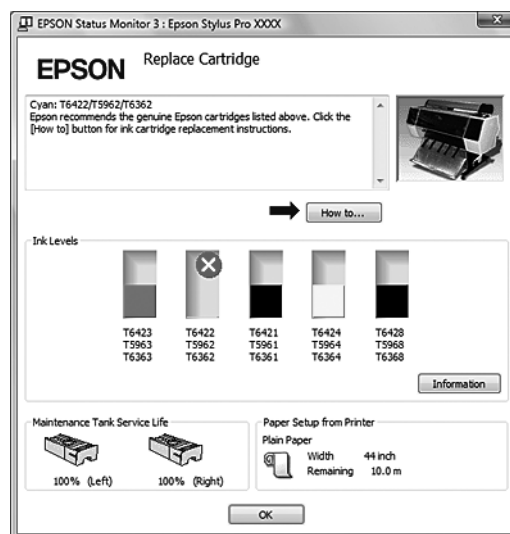 EPSON Status Monitor 3 : Epson Stylus Pro XXXX
EPSON
Replace Cartridge
Cyan: T6422/T5962/T6362
Epson recommends the genuine Epson cartridges listed above. Click the
[How to] button for ink cartridge replacement instructions.
How to...
Ink Levels
T6423 T6422 T6421 T6424 T6428
T5963 T5962 T5961 T5964 T5968
T6363 T6362 T6361 T6364 T6368
Information
Maintenance Tank Service Life
100% (Left) 100% (Right)
Paper Setup from Printer
Plain Paper
Width 44 inch
Remaining 10.0 m
OK